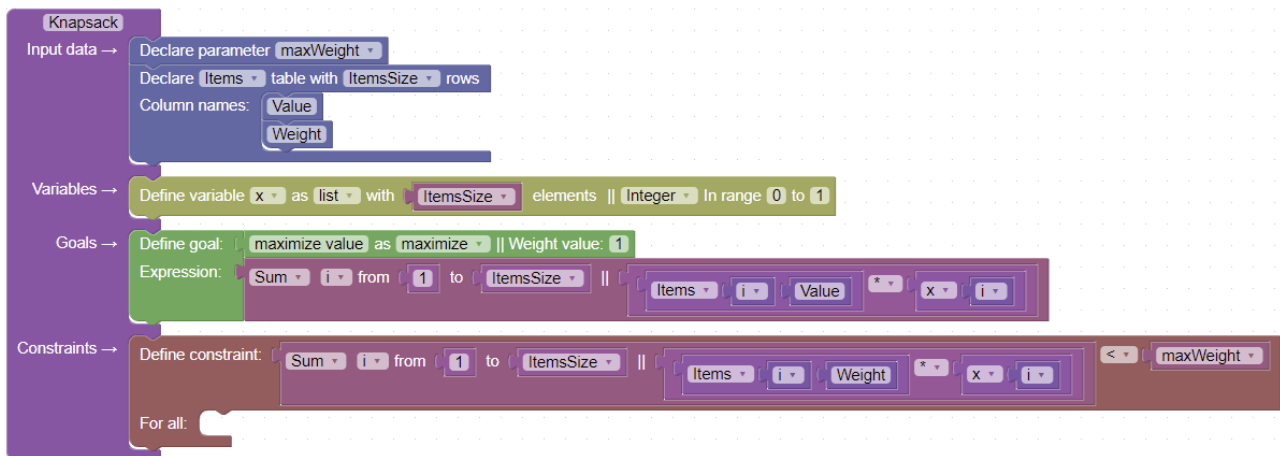 Knapsack
Input data → Declare parameter maxWeight
Declare Items table with ItemsSize rows
Column names: Value
Weight
Variables → Define variable x as list with ItemsSize elements || Integer In range 0 to 1
Goals → Define goal: maximize value as maximize || Weight value: 1
Expression: Sum i from 1 to ItemsSize || Items i Value * x i
Constraints → Define constraint: Sum i from 1 to ItemsSize || Items i Weight * x i < maxWeight
For all: